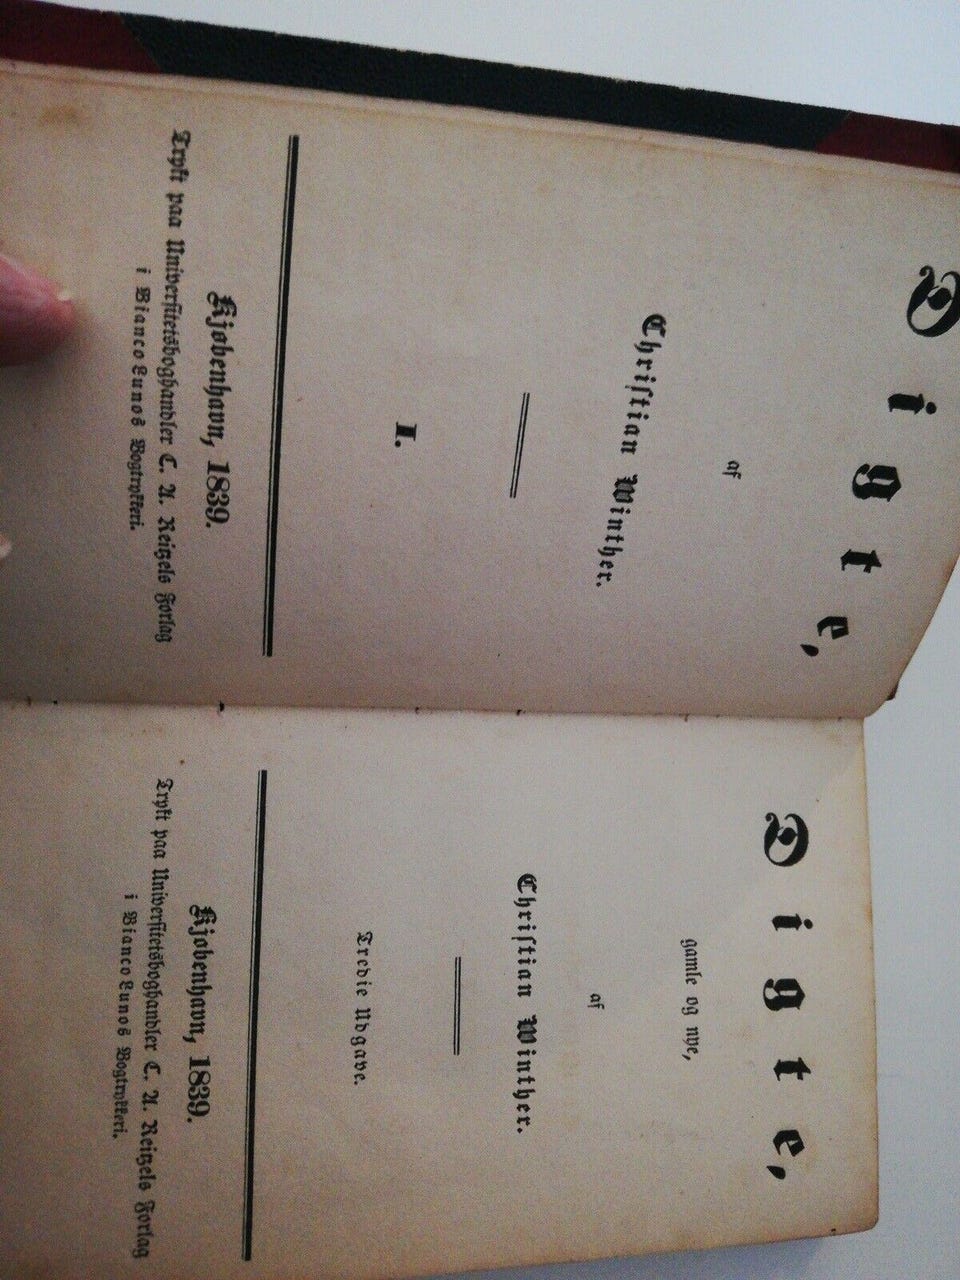 Digte,
af
Christian Winther.
I.
Kjøbenhavn, 1839.
Trykt paa Universitetsboghandler C. A. Reitzels Forlag
i Bianco Lunos Bogtrykkeri.
Digte,
gamle og nye,
af
Christian Winther.
Tredie Udgave.
Kjøbenhavn, 1839.
Trykt paa Universitetsboghandler C. A. Reitzels Forlag
i Bianco Lunos Bogtrykkeri.